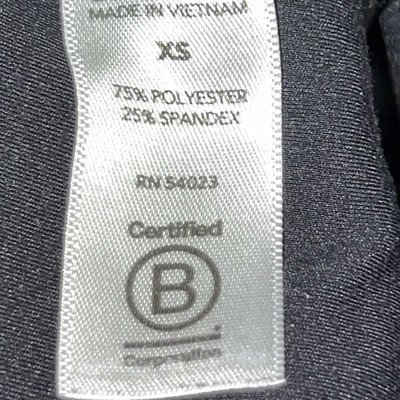 MADE IN VIETNAM
XS
75% POLYESTER
25% SPANDEX
RN 54023
Certified
B
Corporation